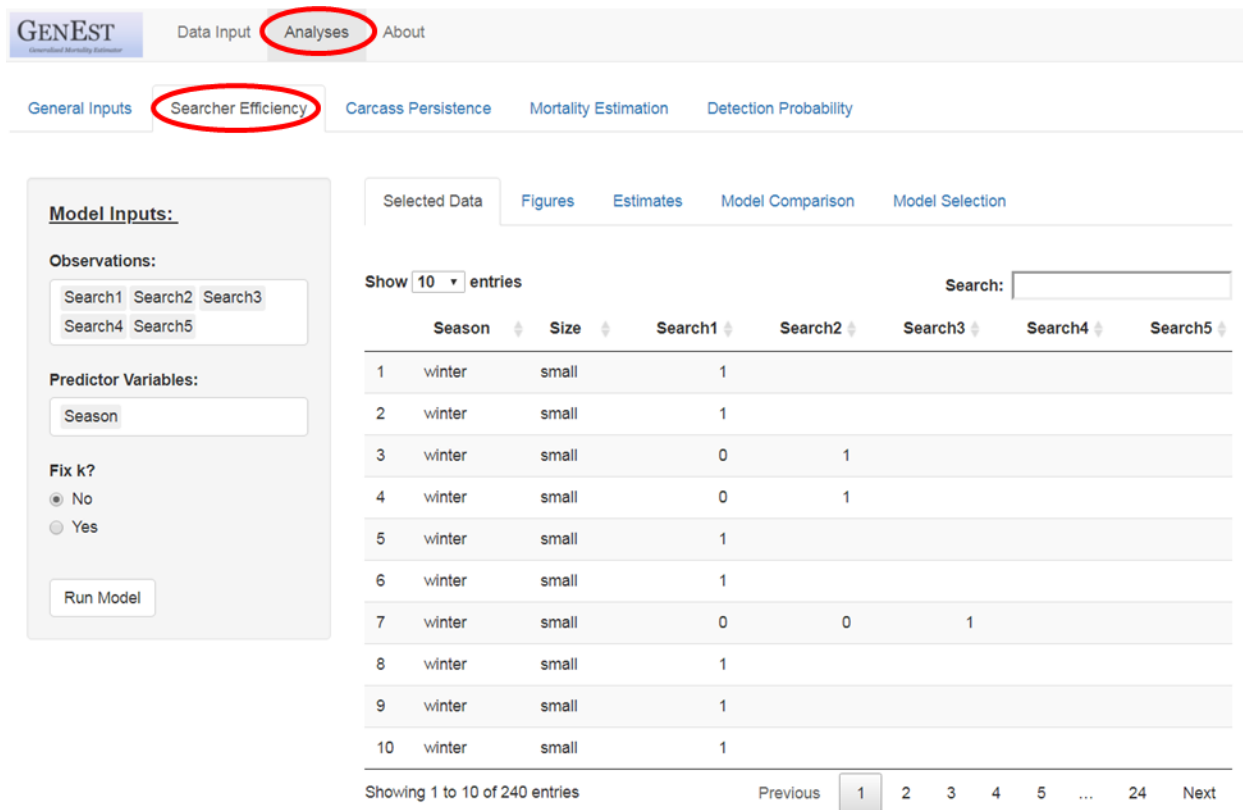 GENEST
Generalized Mortality Estimator
Data Input Analyses About
General Inputs Searcher Efficiency Carcass Persistence Mortality Estimation Detection Probability
Model Inputs:
Observations:
Search1 Search2 Search3
Search4 Search5
Predictor Variables:
Season
Fix k?
No
Yes
Run Model
Selected Data Figures Estimates Model Comparison Model Selection
Show 10 entries Search:
Season Size Search1 Search2 Search3 Search4 Search5
1 winter small 1
2 winter small 1
3 winter small 0 1
4 winter small 0 1
5 winter small 1
6 winter small 1
7 winter small 0 0 1
8 winter small 1
9 winter small 1
10 winter small 1
Showing 1 to 10 of 240 entries Previous 1 2 3 4 5 ... 24 Next